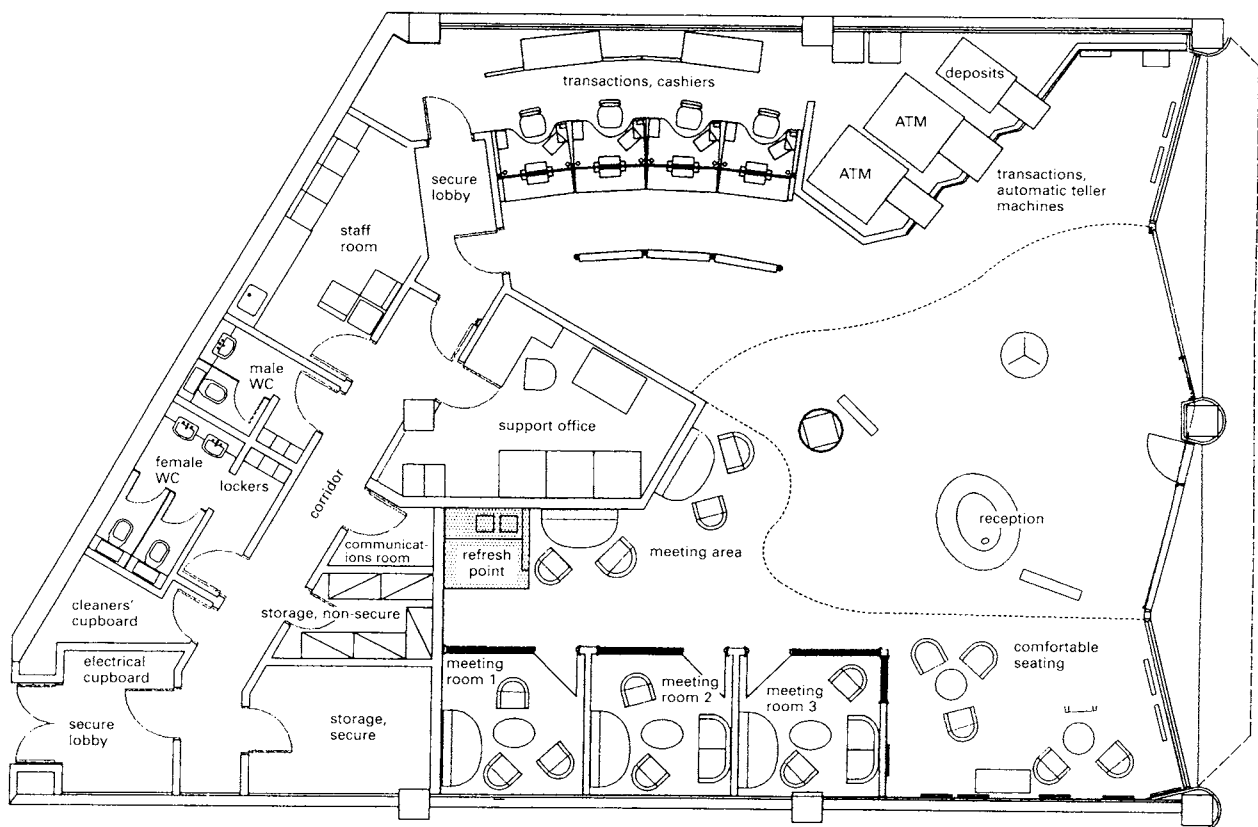 transactions, cashiers
deposits
ATM
ATM
transactions,
automatic teller
machines
secure
lobby
staff
room
male
WC
support office
female
WC
lockers
corridor
reception
communicat-
ions room
refresh
point
meeting area
cleaners'
cupboard
storage, non-secure
electrical
cupboard
meeting
room 1
meeting
room 2
meeting
room 3
comfortable
seating
secure
lobby
storage,
secure